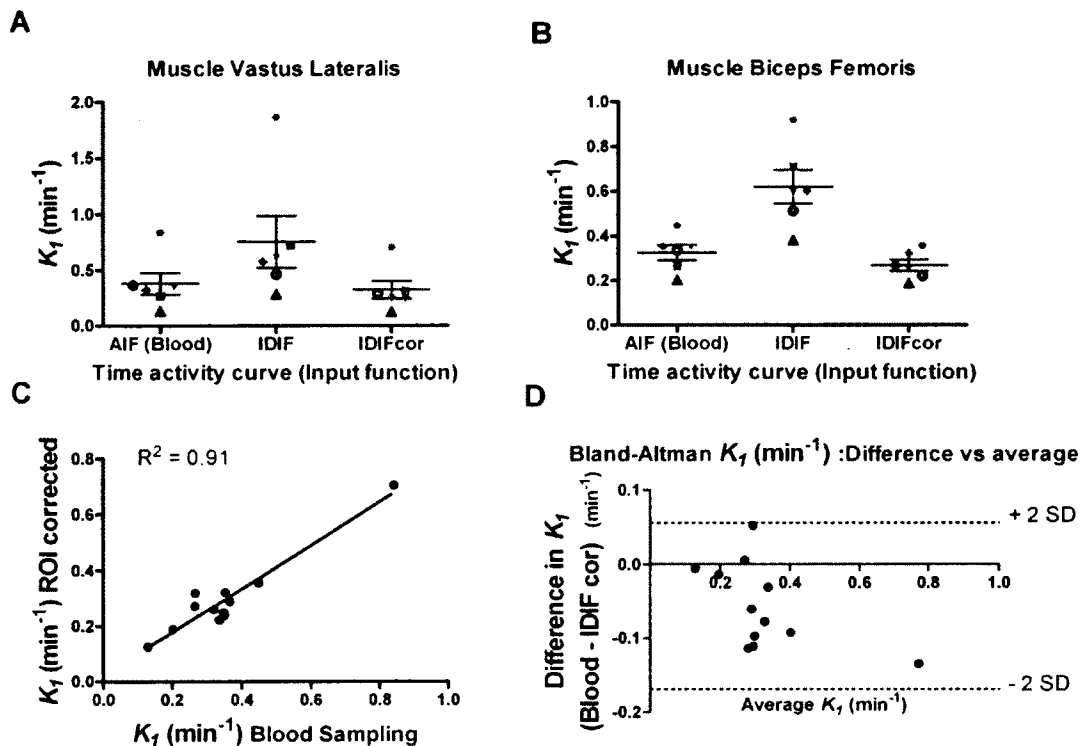 A
Muscle Vastus Lateralis
2.0
1.5
1.0
0.5
0.0
K1 (min-1)
AIF (Blood) IDIF IDIFcor
Time activity curve (Input function)
B
Muscle Biceps Femoris
1.0
0.8
0.6
0.4
0.2
0.0
K1 (min-1)
AIF (Blood) IDIF IDIFcor
Time activity curve (Input function)
C
R2 = 0.91
0.8
0.6
0.4
0.2
0.0
K1 (min-1) ROI corrected
0.0 0.2 0.4 0.6 0.8 1.0
K1 (min-1) Blood Sampling
D
Bland-Altman K1 (min-1) :Difference vs average
0.1
0.0
-0.1
-0.2
Difference in K1 (min-1)
(Blood - IDIF cor)
0.2 0.4 0.6 0.8 1.0
+ 2 SD
- 2 SD
Average K1 (min-1)